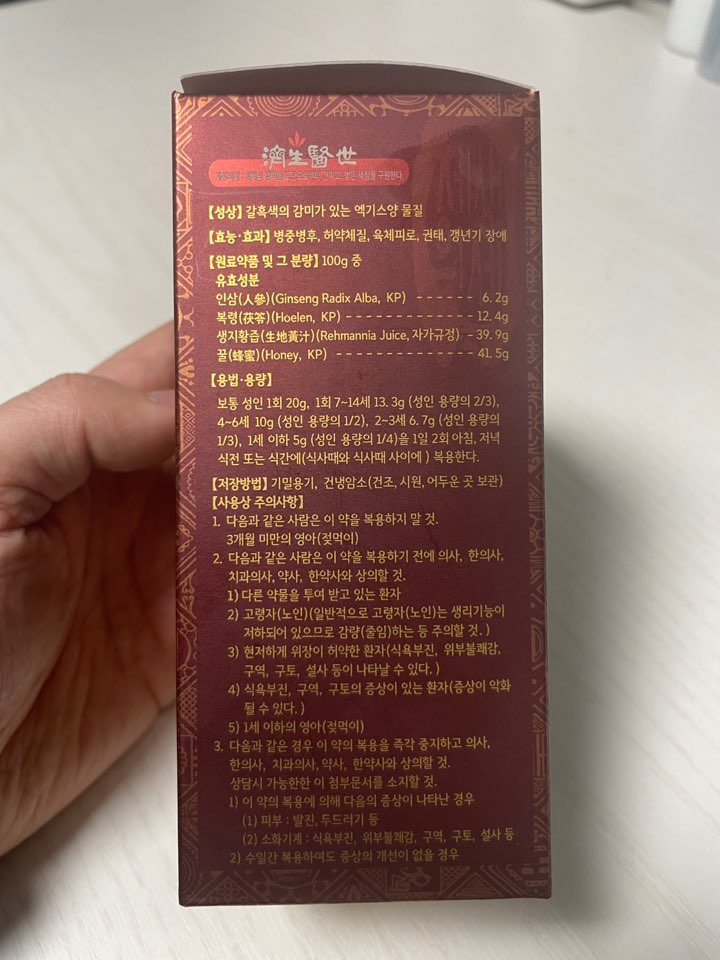 濟生醫世
제생의세 : 고통으로부터 건지고, 병든 세상을 구원한다
【성상】 갈흑색의 감미가 있는 엑기스양 물질
【효능·효과】 병중병후, 허약체질, 육체피로, 권태, 갱년기 장애
【원료약품 및 그 분량】 100g 중
유효성분
인삼(人參)(Ginseng Radix Alba, KP) - - - - - - - 6.2g
복령(茯苓)(Hoelen, KP) - - - - - - - - - - - - - - 12.4g
생지황즙(生地黃汁)(Rehmannia Juice, 자가규정) - 39.9g
꿀(蜂蜜)(Honey, KP) - - - - - - - - - - - - - - - - 41.5g
【용법·용량】
보통 성인 1회 20g, 1회 7~14세 13. 3g (성인 용량의 2/3),
4~6세 10g (성인 용량의 1/2), 2~3세 6. 7g (성인 용량의
1/3), 1세 이하 5g (성인 용량의 1/4)을 1일 2회 아침, 저녁
식전 또는 식간에(식사때와 식사때 사이에 ) 복용한다.
【저장방법】 기밀용기, 건냉암소(건조, 시원, 어두운 곳 보관)
【사용상 주의사항】
1. 다음과 같은 사람은 이 약을 복용하지 말 것.
3개월 미만의 영아(젖먹이)
2. 다음과 같은 사람은 이 약을 복용하기 전에 의사, 한의사,
치과의사, 약사, 한약사와 상의할 것.
1) 다른 약물을 투여 받고 있는 환자
2) 고령자(노인)(일반적으로 고령자(노인)는 생리기능이
저하되어 있으므로 감량(줄임)하는 등 주의할 것. )
3) 현저하게 위장이 허약한 환자(식욕부진, 위부불쾌감,
구역, 구토, 설사 등이 나타날 수 있다. )
4) 식욕부진, 구역, 구토의 증상이 있는 환자(증상이 악화
될 수 있다. )
5) 1세 이하의 영아(젖먹이)
3. 다음과 같은 경우 이 약의 복용을 즉각 중지하고 의사,
한의사, 치과의사, 약사, 한약사와 상의할 것.
상담시 가능한한 이 첨부문서를 소지할 것.
1) 이 약의 복용에 의해 다음의 증상이 나타난 경우
(1) 피부 : 발진, 두드러기 등
(2) 소화기계 : 식욕부진, 위부불쾌감, 구역, 구토, 설사 등
2) 수일간 복용하여도 증상의 개선이 없을 경우